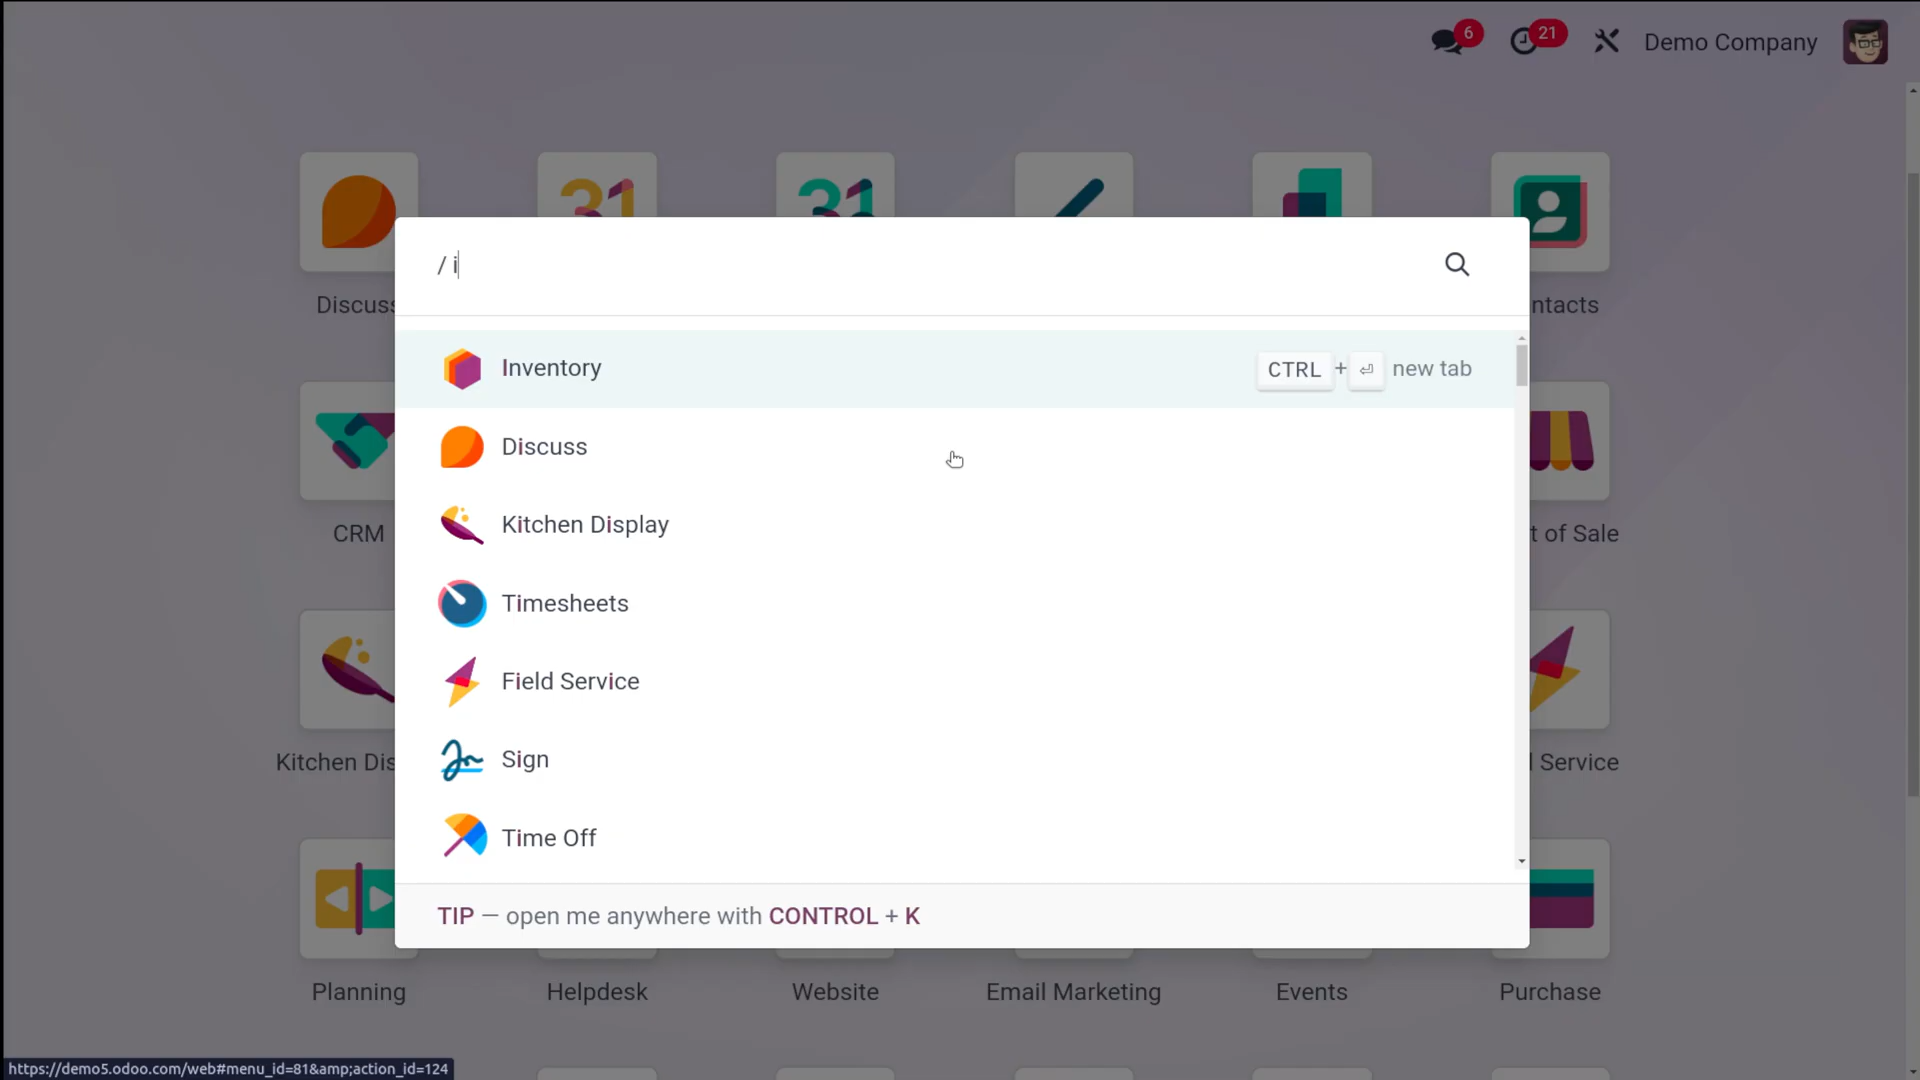 6
21
Demo Company
31
31
/ i
Discuss
ntacts
Inventory
CTRL + ⏎ new tab
Discuss
Kitchen Display
CRM
t of Sale
Timesheets
Field Service
Sign
Kitchen Dis
l Service
Time Off
TIP — open me anywhere with CONTROL + K
Planning
Helpdesk
Website
Email Marketing
Events
Purchase
https://demo5.odoo.com/web#menu_id=81&amp;action_id=124